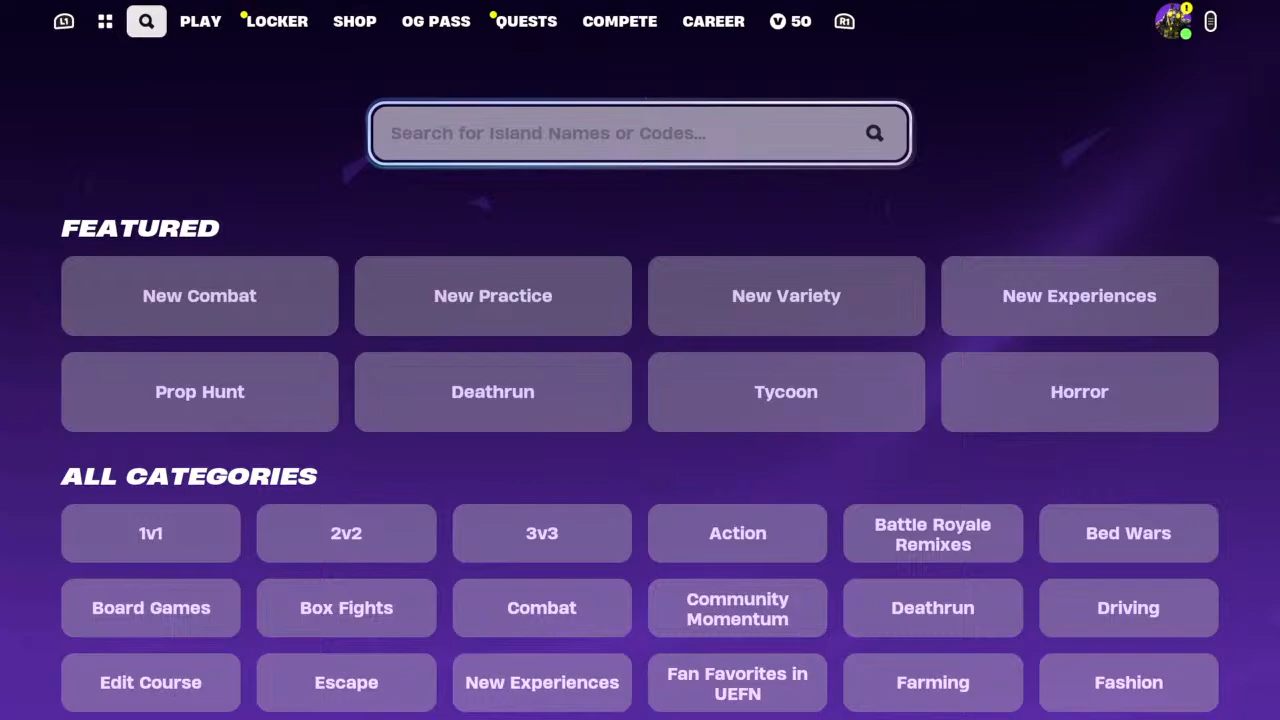 L1 PLAY LOCKER SHOP OG PASS QUESTS COMPETE CAREER V 50 R1 !
Search for Island Names or Codes...
FEATURED
New Combat New Practice New Variety New Experiences
Prop Hunt Deathrun Tycoon Horror
ALL CATEGORIES
1v1 2v2 3v3 Action Battle Royale Remixes Bed Wars
Board Games Box Fights Combat Community Momentum Deathrun Driving
Edit Course Escape New Experiences Fan Favorites in UEFN Farming Fashion